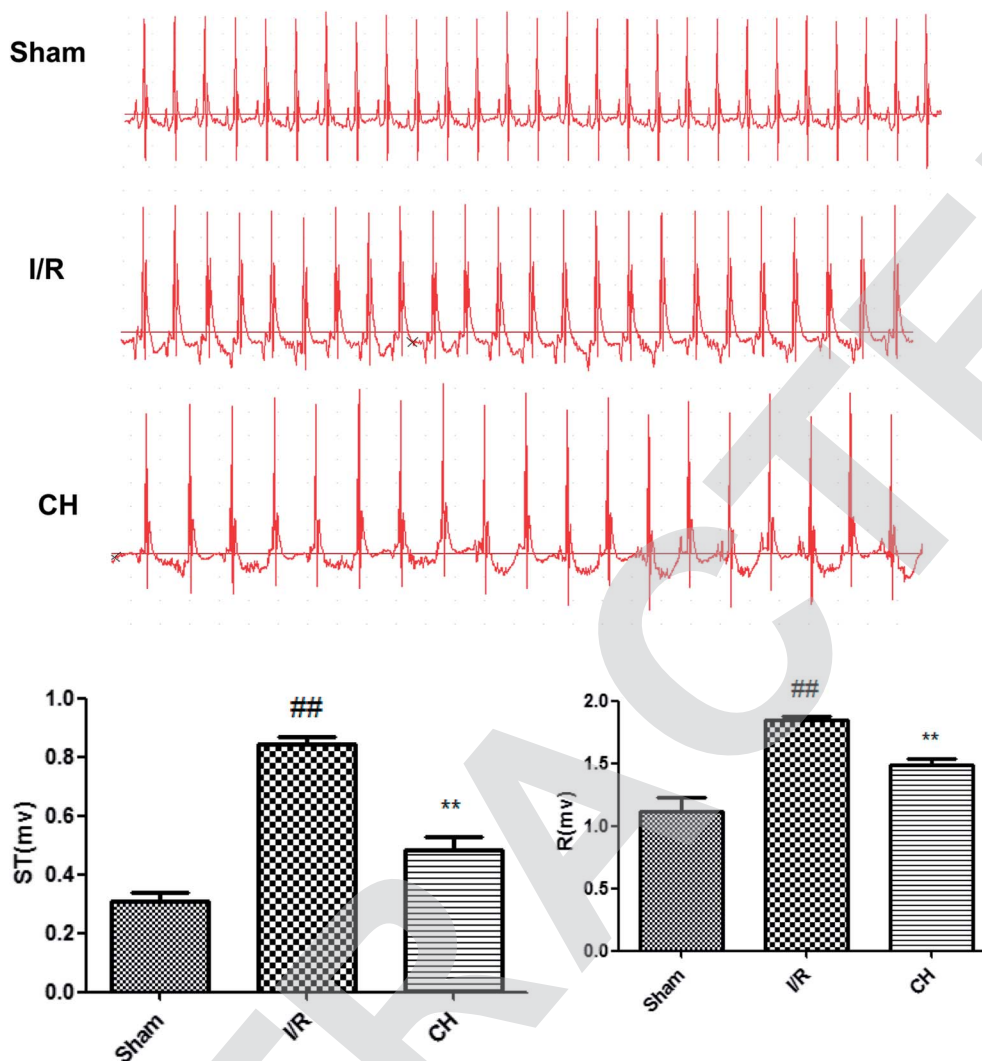 Sham
I/R
CH
ST(mv)
1.0
0.8
0.6
0.4
0.2
0.0
##
**
Sham
I/R
CH
R(mv)
2.0
1.5
1.0
0.5
0.0
##
**
Sham
I/R
CH
TRACTE